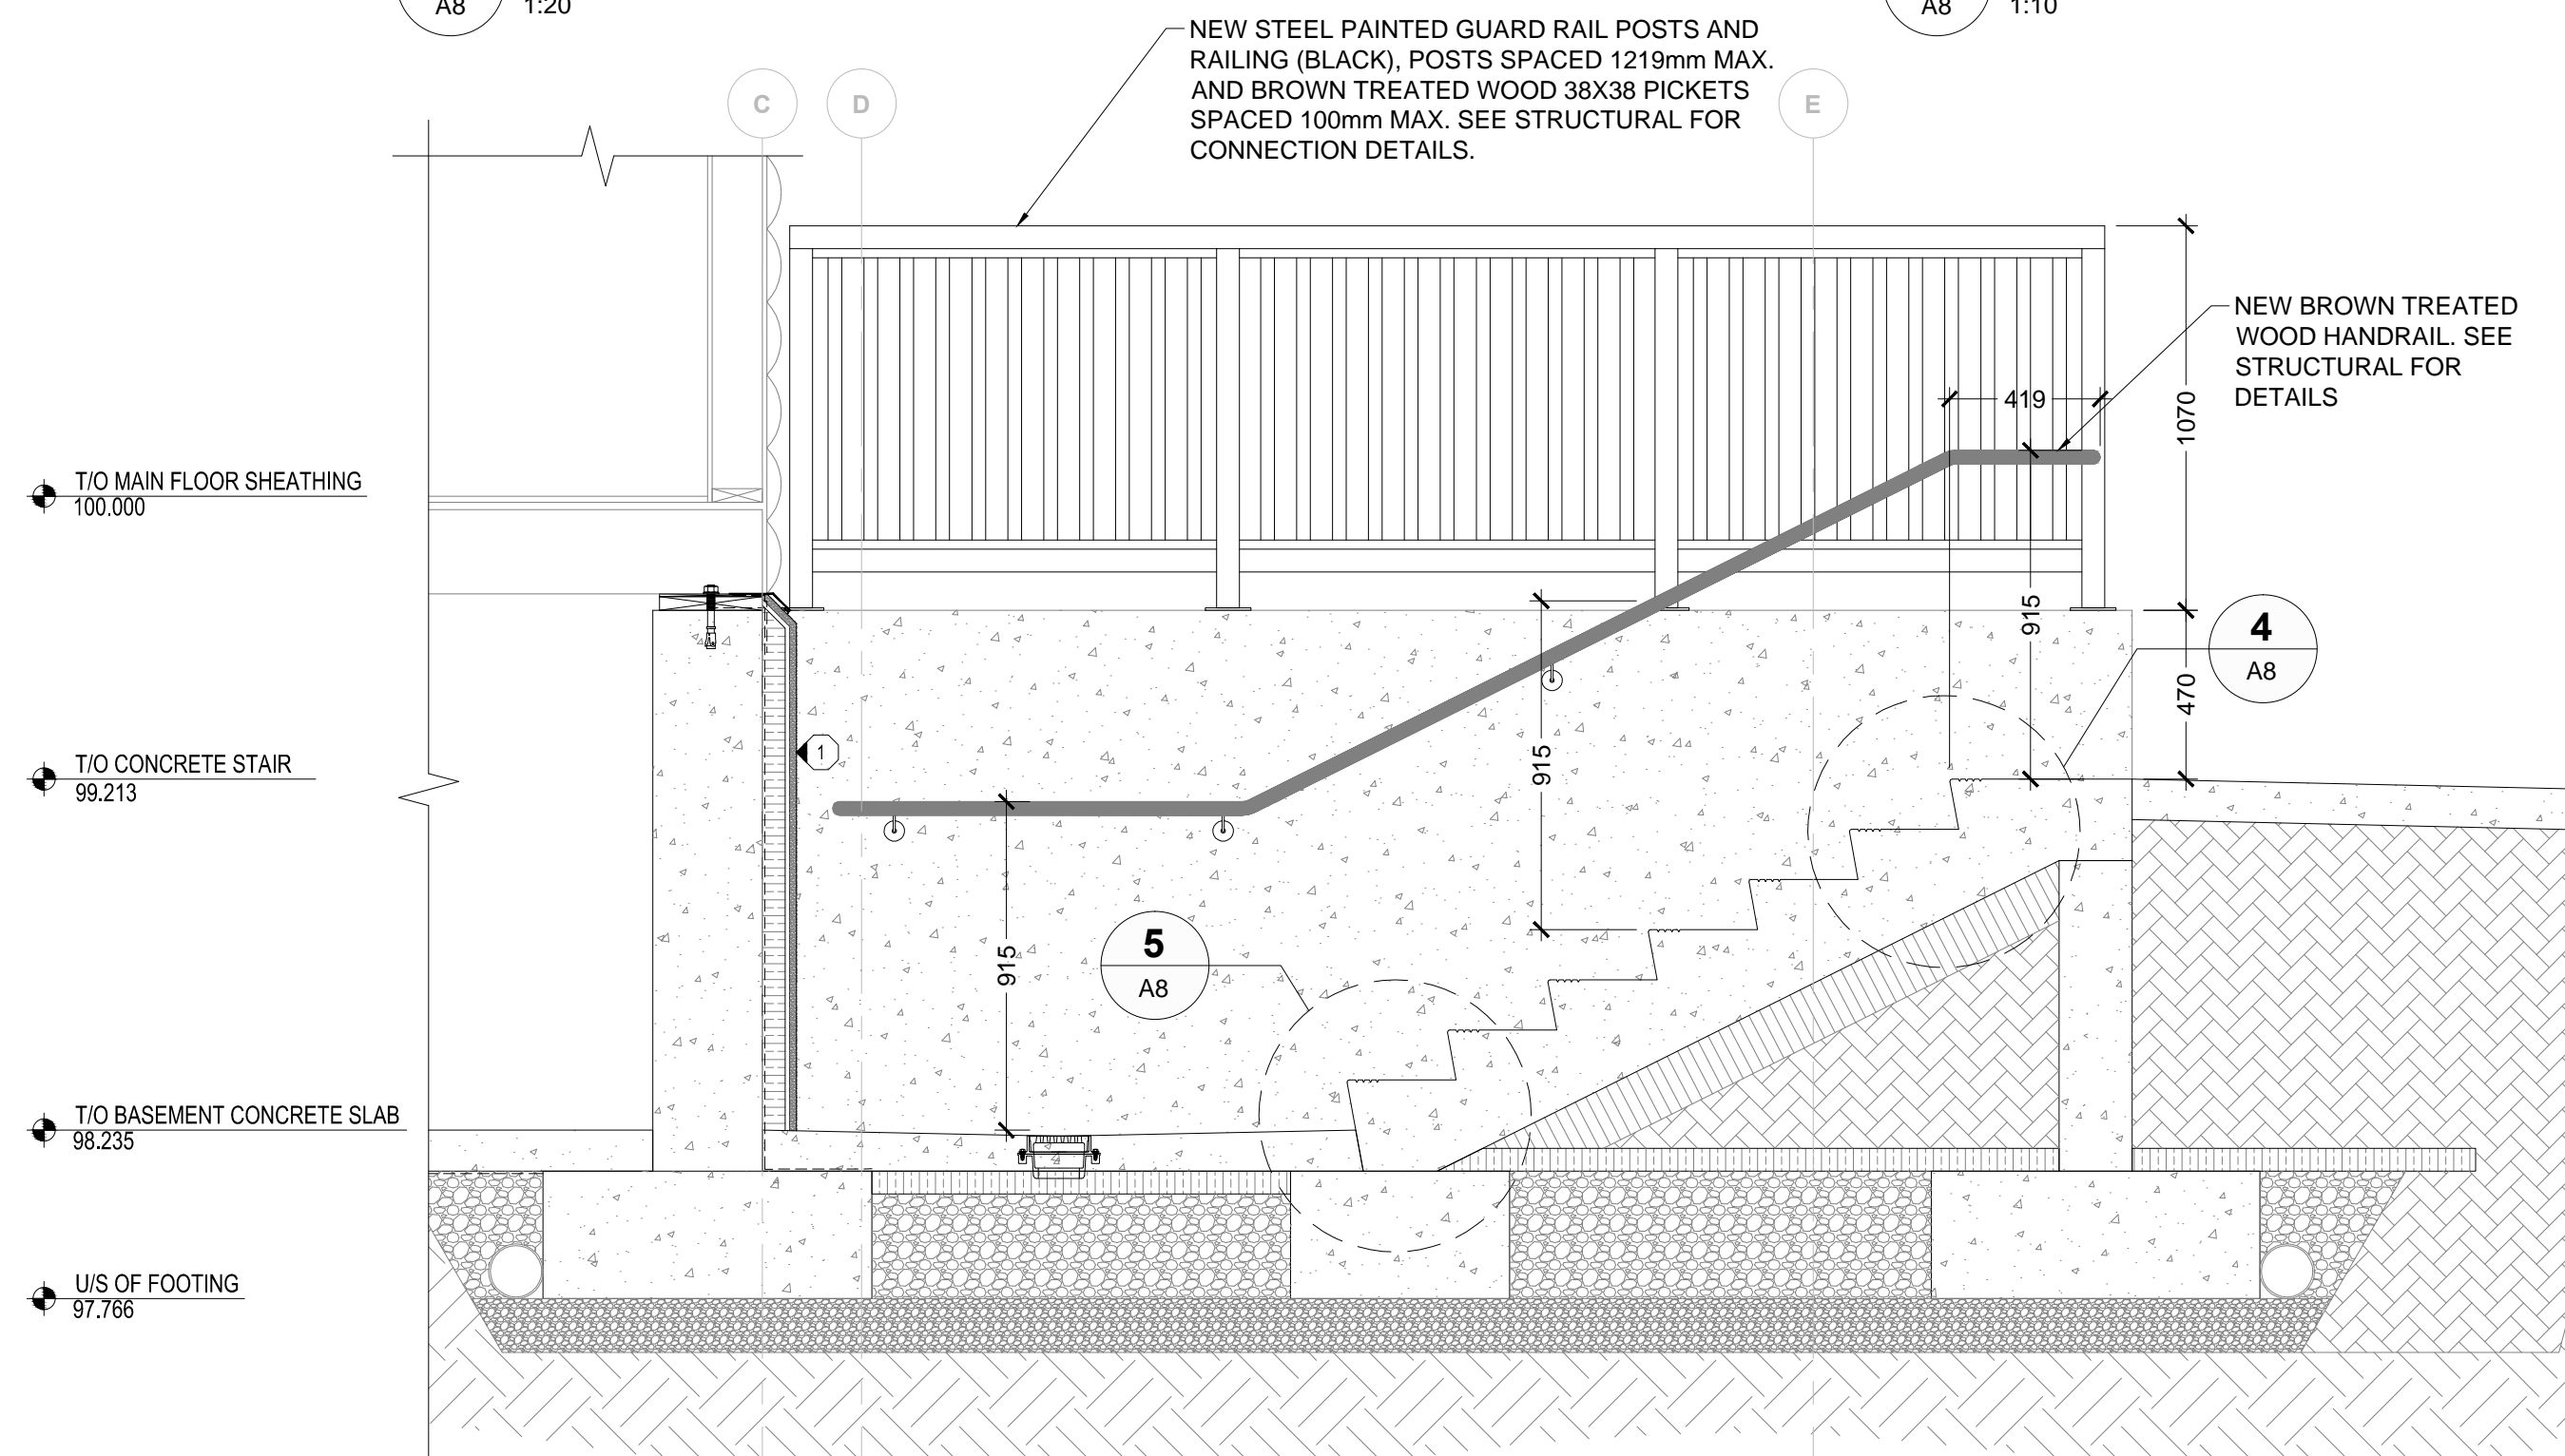 A8
1:20
A8
1:10
NEW STEEL PAINTED GUARD RAIL POSTS AND
RAILING (BLACK), POSTS SPACED 1219mm MAX.
AND BROWN TREATED WOOD 38X38 PICKETS
SPACED 100mm MAX. SEE STRUCTURAL FOR
CONNECTION DETAILS.
C
D
E
NEW BROWN TREATED
WOOD HANDRAIL. SEE
STRUCTURAL FOR
DETAILS
419
1070
T/O MAIN FLOOR SHEATHING
100.000
915
4
A8
470
T/O CONCRETE STAIR
99.213
1
915
5
A8
915
T/O BASEMENT CONCRETE SLAB
98.235
U/S OF FOOTING
97.766